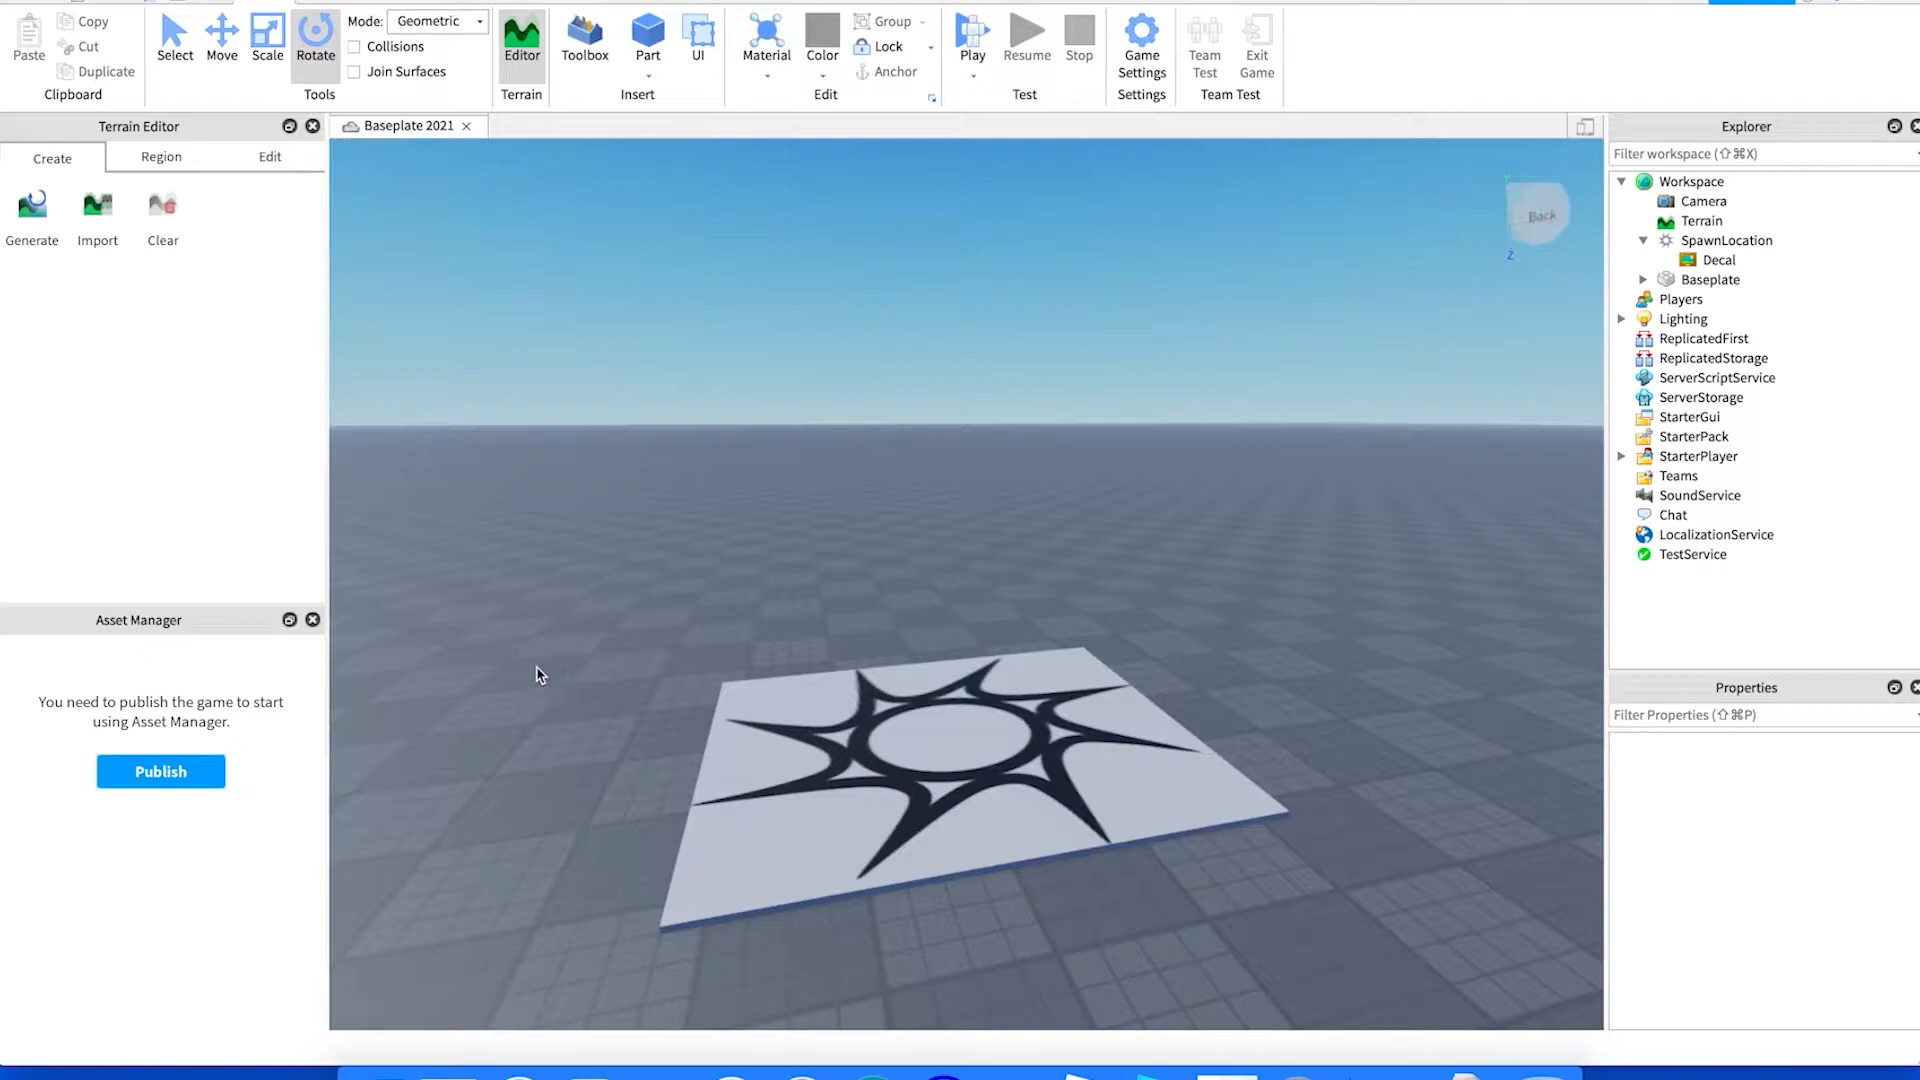 Copy
Cut
Paste
Duplicate
Clipboard
Select
Move
Scale
Rotate
Mode: Geometric
Collisions
Join Surfaces
Tools
Editor
Terrain
Toolbox
Part
UI
Insert
Material
Color
Group
Lock
Anchor
Edit
Play
Resume
Stop
Test
Game
Settings
Settings
Team
Test
Exit
Game
Team Test
Terrain Editor
Create
Region
Edit
Generate
Import
Clear
Asset Manager
You need to publish the game to start
using Asset Manager.
Publish
Baseplate 2021
Y
Back
Z
Explorer
Filter workspace (⇧⌘X)
Workspace
Camera
Terrain
SpawnLocation
Decal
Baseplate
Players
Lighting
ReplicatedFirst
ReplicatedStorage
ServerScriptService
ServerStorage
StarterGui
StarterPack
StarterPlayer
Teams
SoundService
Chat
LocalizationService
TestService
Properties
Filter Properties (⇧⌘P)